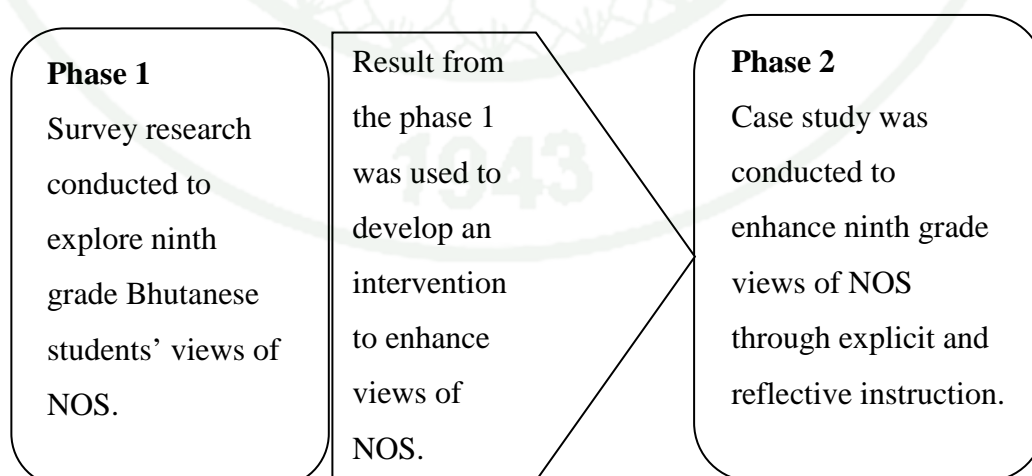 Phase 1
Survey research
conducted to
explore ninth
grade Bhutanese
students’ views of
NOS.
Result from
the phase 1
was used to
develop an
intervention
to enhance
views of
NOS.
Phase 2
Case study was
conducted to
enhance ninth grade
views of NOS
through explicit and
reflective instruction.
1943